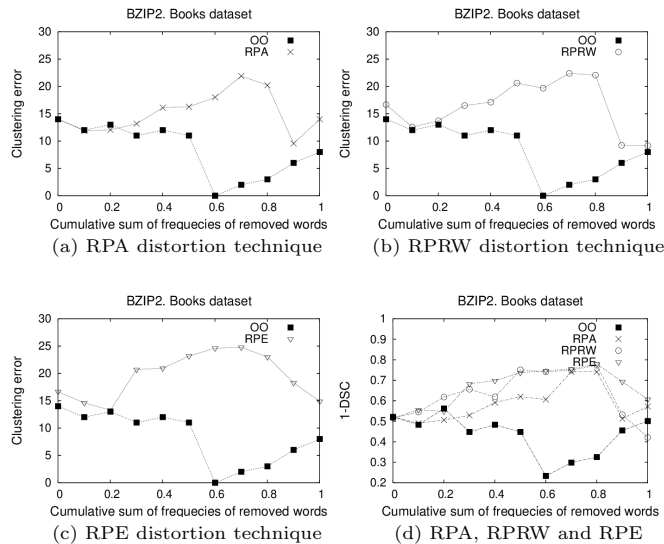 BZIP2. Books dataset
OO
RPA
Clustering error
30
25
20
15
10
5
0
0 0.2 0.4 0.6 0.8 1
Cumulative sum of frequecies of removed words
(a) RPA distortion technique
BZIP2. Books dataset
OO
RPRW
Clustering error
30
25
20
15
10
5
0
0 0.2 0.4 0.6 0.8 1
Cumulative sum of frequecies of removed words
(b) RPRW distortion technique
BZIP2. Books dataset
OO
RPE
Clustering error
30
25
20
15
10
5
0
0 0.2 0.4 0.6 0.8 1
Cumulative sum of frequecies of removed words
(c) RPE distortion technique
BZIP2. Books dataset
OO
RPA
RPRW
RPE
1-DSC
1
0.9
0.8
0.7
0.6
0.5
0.4
0.3
0.2
0 0.2 0.4 0.6 0.8 1
Cumulative sum of frequecies of removed words
(d) RPA, RPRW and RPE